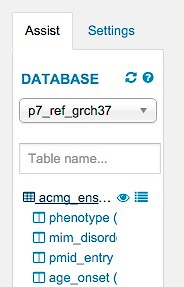 Assist Settings
DATABASE
p7_ref_grch37
Table name...
acmg_ens...
phenotype (
mim_disord
pmid_entry
age_onset (